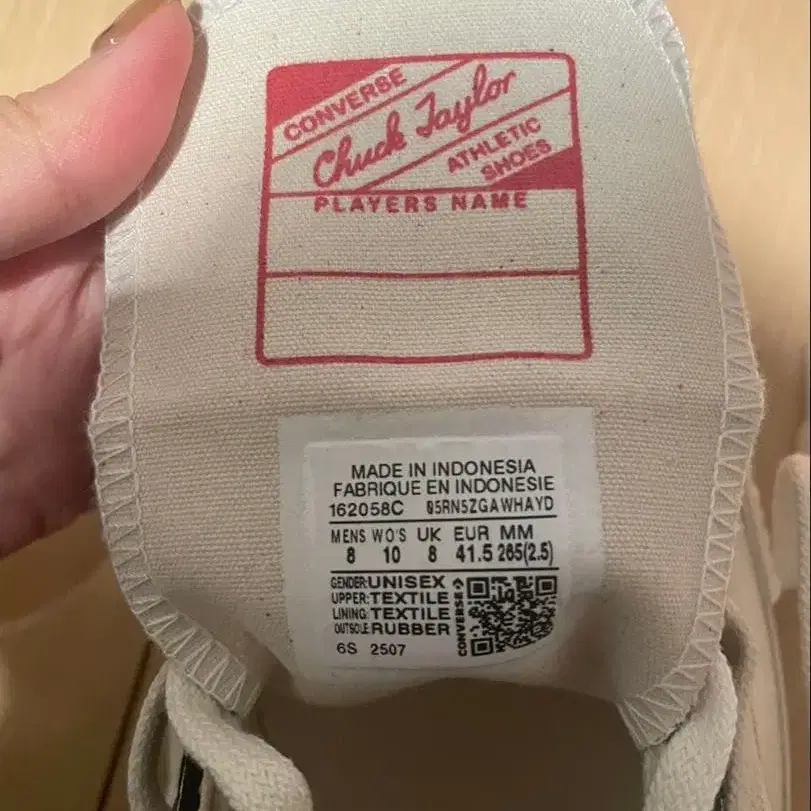 CONVERSE
Chuck Taylor
ATHLETIC
SHOES
PLAYERS NAME
MADE IN INDONESIA
FABRIQUE EN INDONESIE
162058C 05RN5ZGAWHAYD
MENS WO'S UK EUR MM
8 10 8 41.5 265(2.5)
GENDER:UNISEX
UPPER:TEXTILE
LINING:TEXTILE
OUTSOLE:RUBBER
CONVERSE
6S 2507